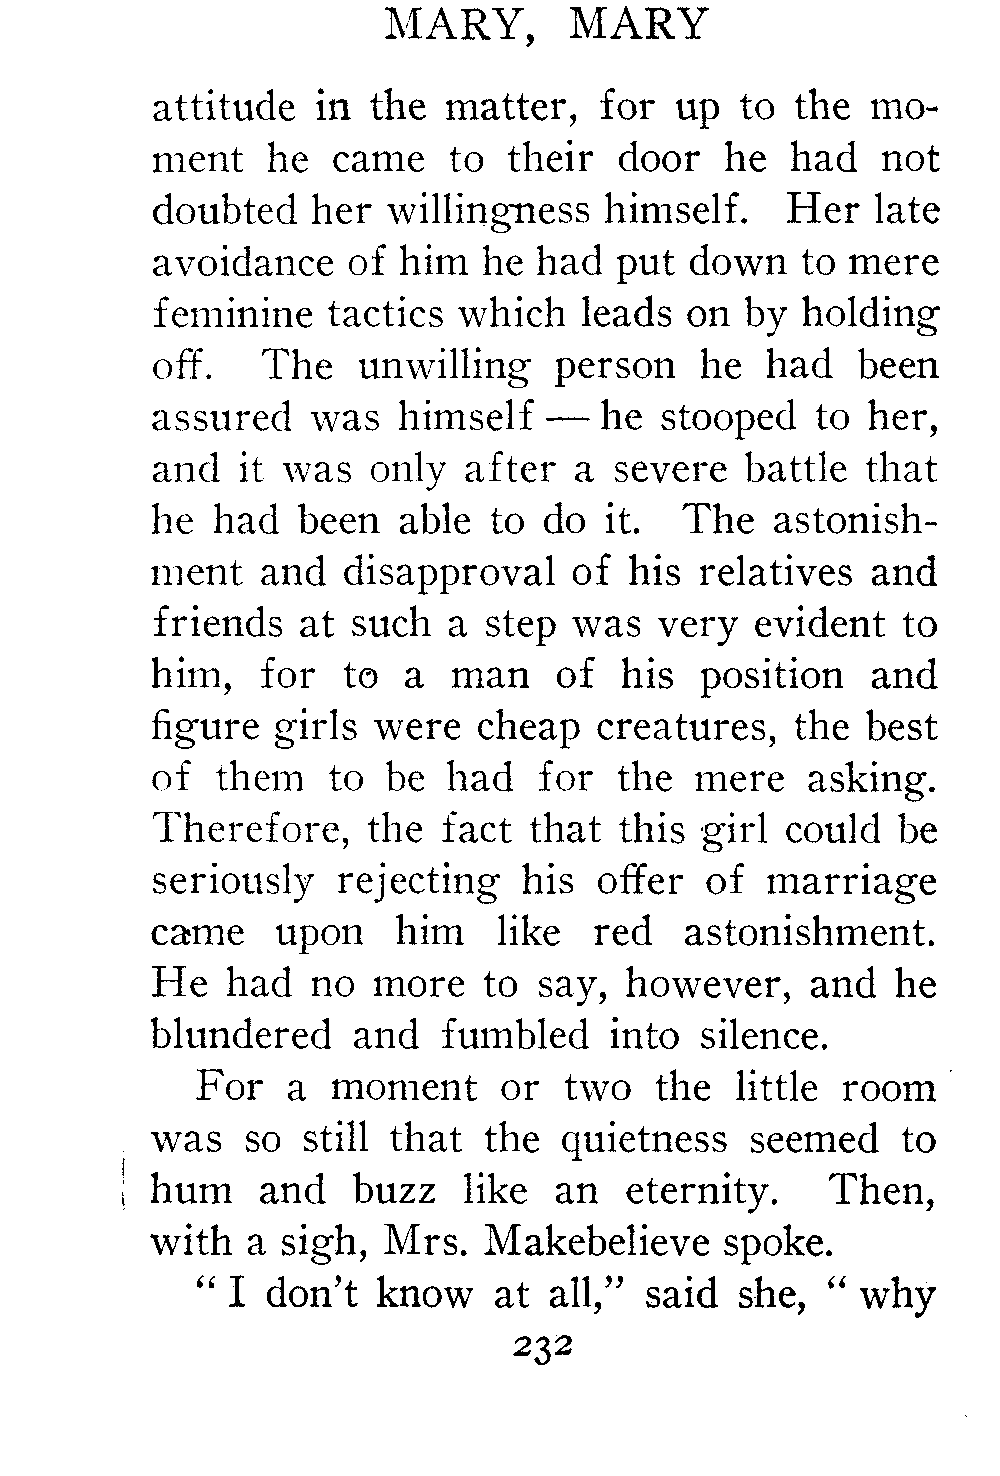 MARY, MARY
attitude in the matter, for up to the mo-
ment he came to their door he had not
doubted her willingness himself. Her late
avoidance of him he had put down to mere
feminine tactics which leads on by holding
off. The unwilling person he had been
assured was himself — he stooped to her,
and it was only after a severe battle that
he had been able to do it. The astonish-
ment and disapproval of his relatives and
friends at such a step was very evident to
him, for to a man of his position and
figure girls were cheap creatures, the best
of them to be had for the mere asking.
Therefore, the fact that this girl could be
seriously rejecting his offer of marriage
came upon him like red astonishment.
He had no more to say, however, and he
blundered and fumbled into silence.
For a moment or two the little room
was so still that the quietness seemed to
hum and buzz like an eternity. Then,
with a sigh, Mrs. Makebelieve spoke.
“ I don’t know at all,” said she, “ why
232